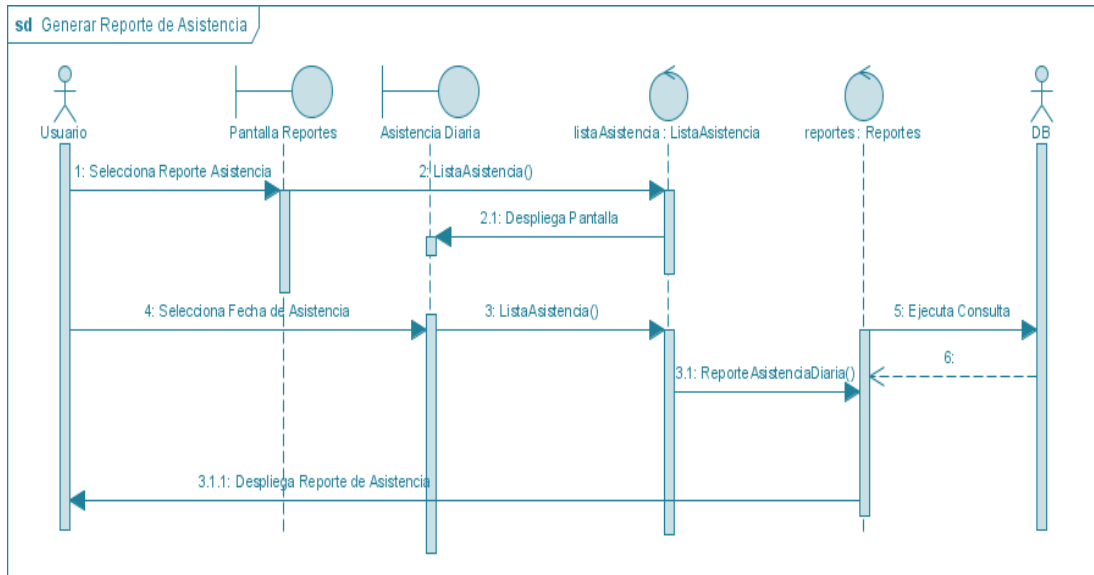 sd Generar Reporte de Asistencia
Usuario
Pantalla Reportes
Asistencia Diaria
listaAsistencia : ListaAsistencia
reportes : Reportes
DB
1: Selecciona Reporte Asistencia
2: ListaAsistencia()
2.1: Despliega Pantalla
4: Selecciona Fecha de Asistencia
3: ListaAsistencia()
5: Ejecuta Consulta
6:
3.1: ReporteAsistenciaDiaria()
3.1.1: Despliega Reporte de Asistencia